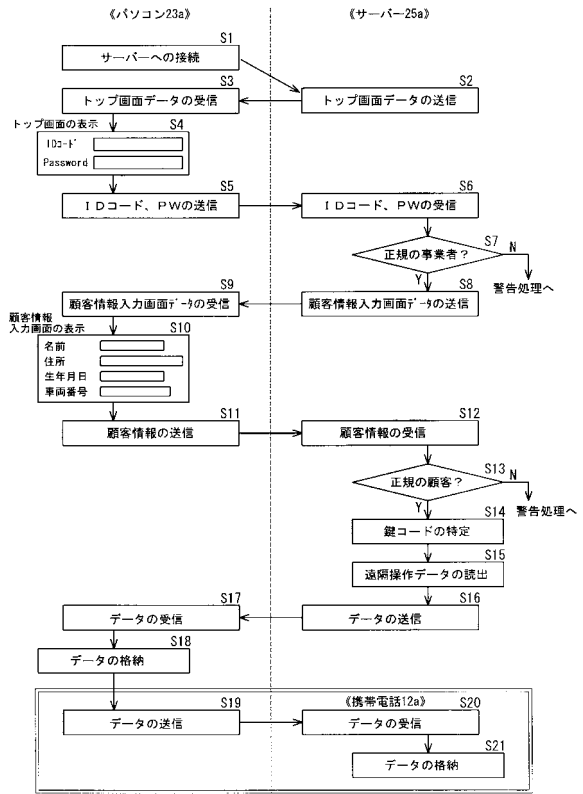 《パソコン23a》
《サーバー25a》
S1
サーバーへの接続
S3
トップ画面データの受信
S2
トップ画面データの送信
トップ画面の表示
S4
IDコード
Password
S5
IDコード、PWの送信
S6
IDコード、PWの受信
S7
正規の事業者？
N
警告処理へ
Y
S8
顧客情報入力画面データの送信
S9
顧客情報入力画面データの受信
顧客情報
入力画面の表示
S10
名前
住所
生年月日
車両番号
S11
顧客情報の送信
S12
顧客情報の受信
S13
正規の顧客？
N
警告処理へ
Y
S14
鍵コードの特定
S15
遠隔操作データの読出
S16
データの送信
S17
データの受信
S18
データの格納
S19
データの送信
《携帯電話12a》
S20
データの受信
S21
データの格納